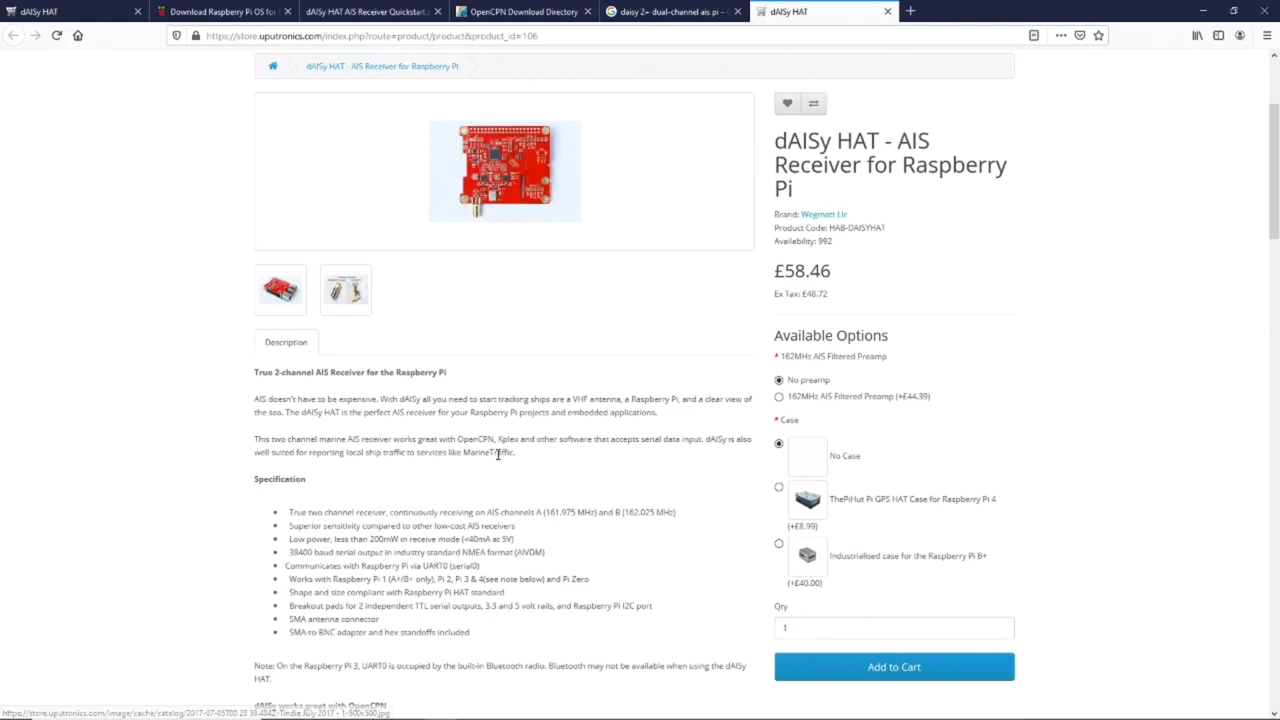 dAISy HAT
Download Raspberry Pi OS for
dAISy HAT AIS Receiver Quickstart
OpenCPN Download Directory
daisy 2+ dual-channel ais pi -
dAISy HAT
https://store.uputronics.com/index.php?route=product/product&product_id=106
dAISy HAT - AIS Receiver for Raspberry Pi
dAISy HAT - AIS
Receiver for Raspberry
Pi
Brand: Wegmatt Llc
Product Code: HAB-DAISYHAT
Availability: 992
£58.46
Ex Tax: £48.72
Available Options
* 162MHz AIS Filtered Preamp
No preamp
162MHz AIS Filtered Preamp (+£44.39)
* Case
No Case
ThePiHut Pi GPS HAT Case for Raspberry Pi 4
(+£8.99)
Industrialised case for the Raspberry Pi B+
(+£40.00)
Qty
1
Add to Cart
Description
True 2-channel AIS Receiver for the Raspberry Pi
AIS doesn't have to be expensive. With dAISy all you need to start tracking ships are a VHF antenna, a Raspberry Pi, and a clear view of
the sea. The dAISy HAT is the perfect AIS receiver for your Raspberry Pi projects and embedded applications.
This two channel marine AIS receiver works great with OpenCPN, Kplex and other software that accepts serial data input. dAISy is also
well suited for reporting local ship traffic to services like MarineTraffic.
Specification
True two channel receiver, continuously receiving on AIS channels A (161.975 MHz) and B (162.025 MHz)
Superior sensitivity compared to other low-cost AIS receivers
Low power, less than 200mW in receive mode (<40mA at 5V)
38400 baud serial output in industry standard NMEA format (AIVDM)
Communicates with Raspberry Pi via UART0 (serial0)
Works with Raspberry Pi 1 (A+/B+ only), Pi 2, Pi 3 & 4(see note below) and Pi Zero
Shape and size compliant with Raspberry Pi HAT standard
Breakout pads for 2 independent TTL serial outputs, 3.3 and 5 volt rails, and Raspberry Pi I2C port
SMA antenna connector
SMA-to-BNC adapter and hex standoffs included
Note: On the Raspberry Pi 3, UART0 is occupied by the built-in Bluetooth radio. Bluetooth may not be available when using the dAISy
HAT.
dAISy works great with OpenCPN